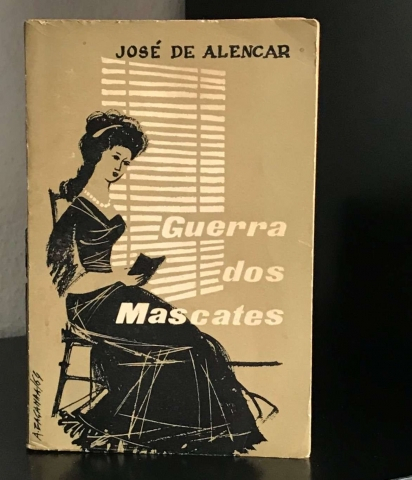 JOSÉ DE ALENCAR
Guerra
dos
Mascates